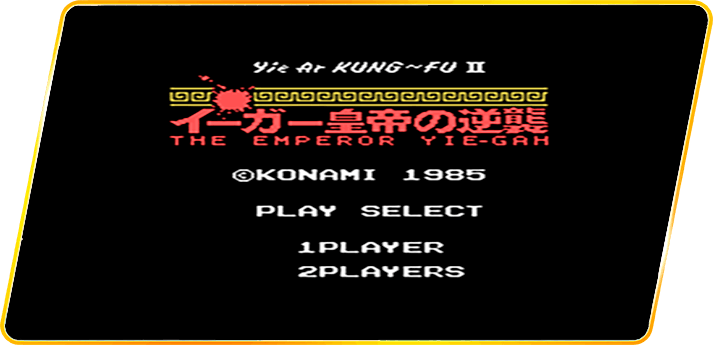 Yie Ar KUNG~FU II
イーガー皇帝の逆襲
THE EMPEROR YIE-GAH
©KONAMI 1985
PLAY SELECT
1PLAYER
2PLAYERS